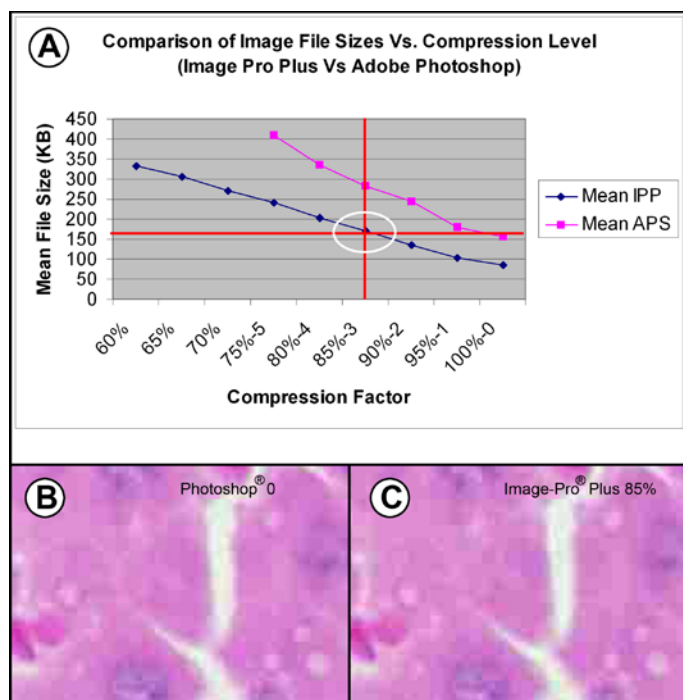 A
Comparison of Image File Sizes Vs. Compression Level
(Image Pro Plus Vs Adobe Photoshop)
Mean File Size (KB)
450
400
350
300
250
200
150
100
50
0
60%
65%
70%
75%-5
80%-4
85%-3
90%-2
95%-1
100%-0
Compression Factor
Mean IPP
Mean APS
B
Photoshop® 0
C
Image-Pro® Plus 85%